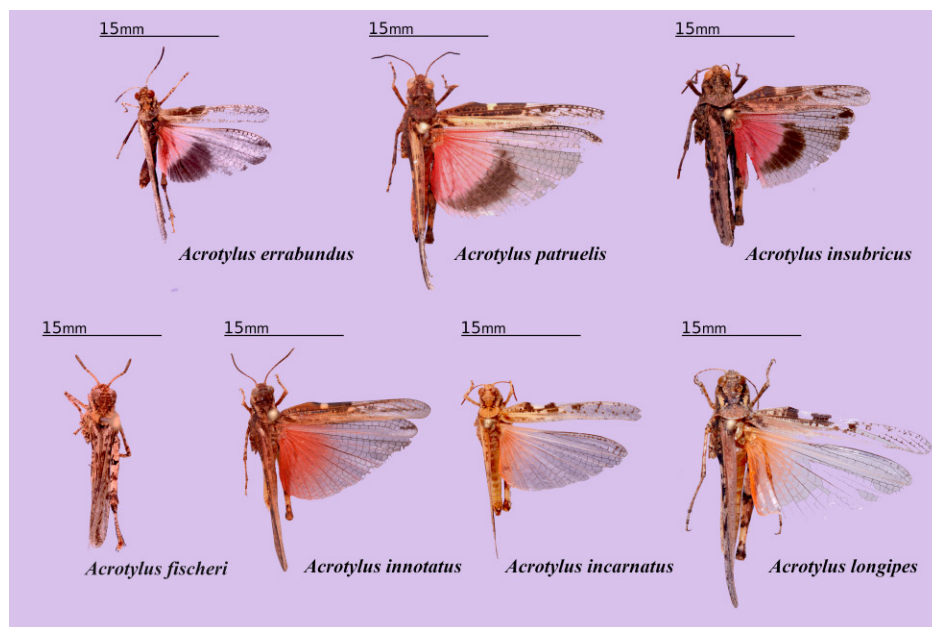 15mm
15mm
15mm
Acrotylus errabundus
Acrotylus patruelis
Acrotylus insubricus
15mm
15mm
15mm
15mm
Acrotylus fischeri
Acrotylus innotatus
Acrotylus incarnatus
Acrotylus longipes